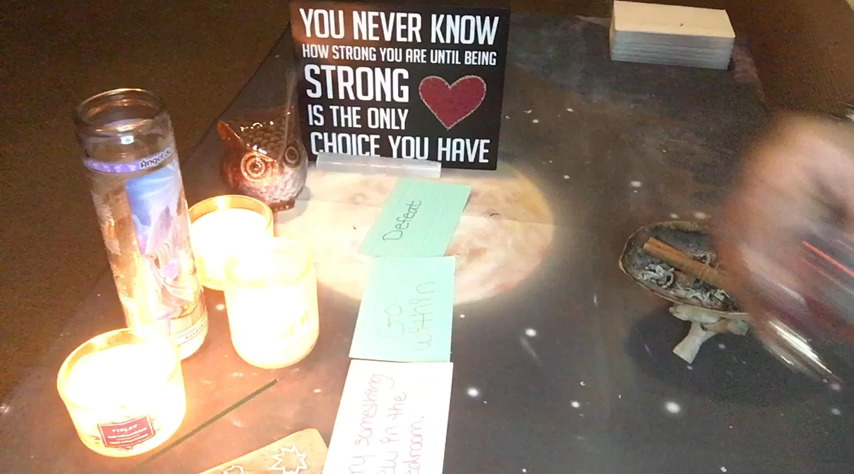 YOU NEVER KNOW
HOW STRONG YOU ARE UNTIL BEING
STRONG
IS THE ONLY
CHOICE YOU HAVE
Defeat
Go
within
something
in the